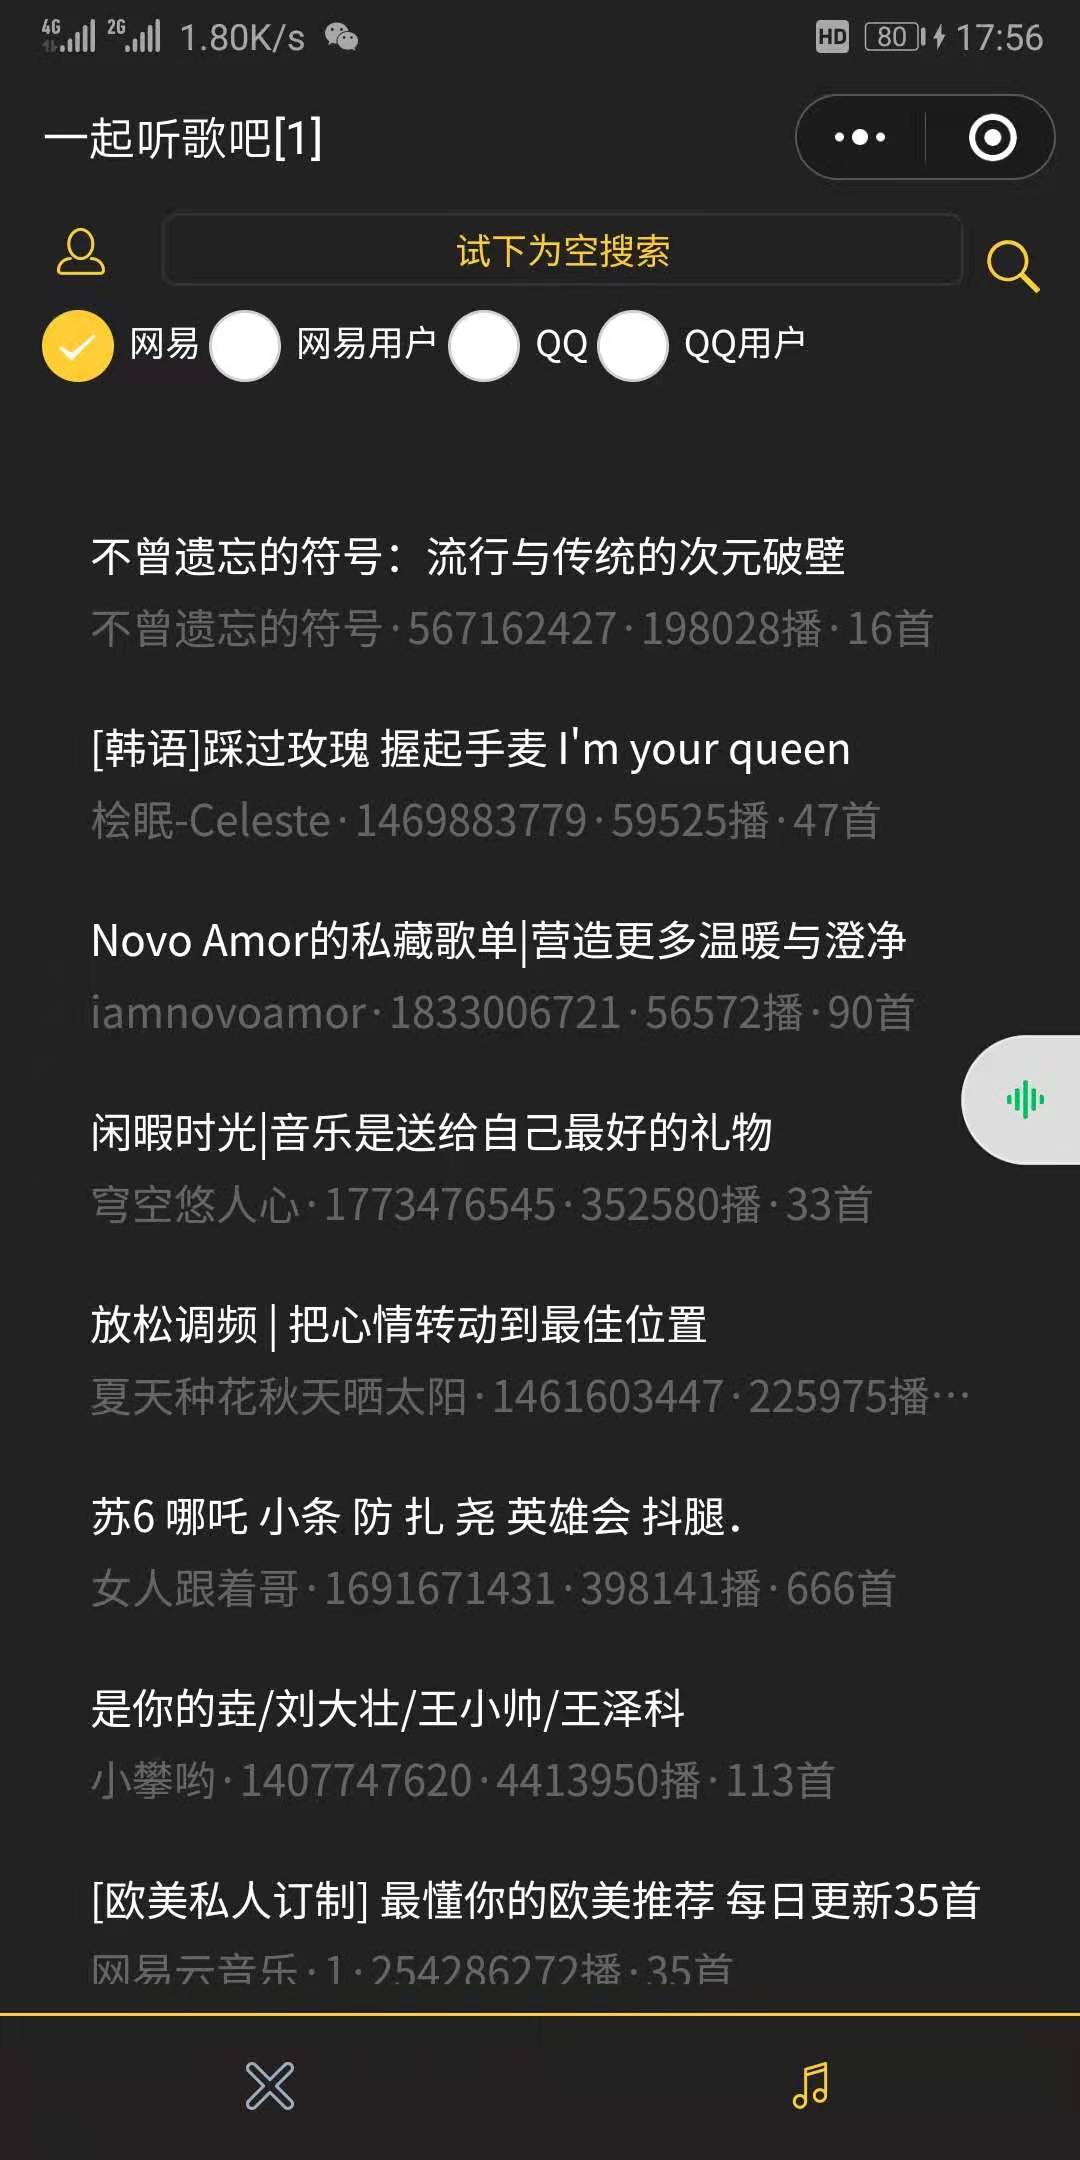 4G 2G 1.80K/s HD 80 17:56
一起听歌吧[1]
试下为空搜索
网易 网易用户 QQ QQ用户
不曾遗忘的符号：流行与传统的次元破壁
不曾遗忘的符号·567162427·198028播·16首
[韩语]踩过玫瑰 握起手麦 I'm your queen
桧眠-Celeste·1469883779·59525播·47首
Novo Amor的私藏歌单|营造更多温暖与澄净
iamnovoamor·1833006721·56572播·90首
闲暇时光|音乐是送给自己最好的礼物
穹空悠人心·1773476545·352580播·33首
放松调频 | 把心情转动到最佳位置
夏天种花秋天晒太阳·1461603447·225975播…
苏6 哪吒 小条 防 扎 尧 英雄会 抖腿.
女人跟着哥·1691671431·398141播·666首
是你的垚/刘大壮/王小帅/王泽科
小攀哟·1407747620·4413950播·113首
[欧美私人订制] 最懂你的欧美推荐 每日更新35首
网易云音乐·1·254286272播·35首